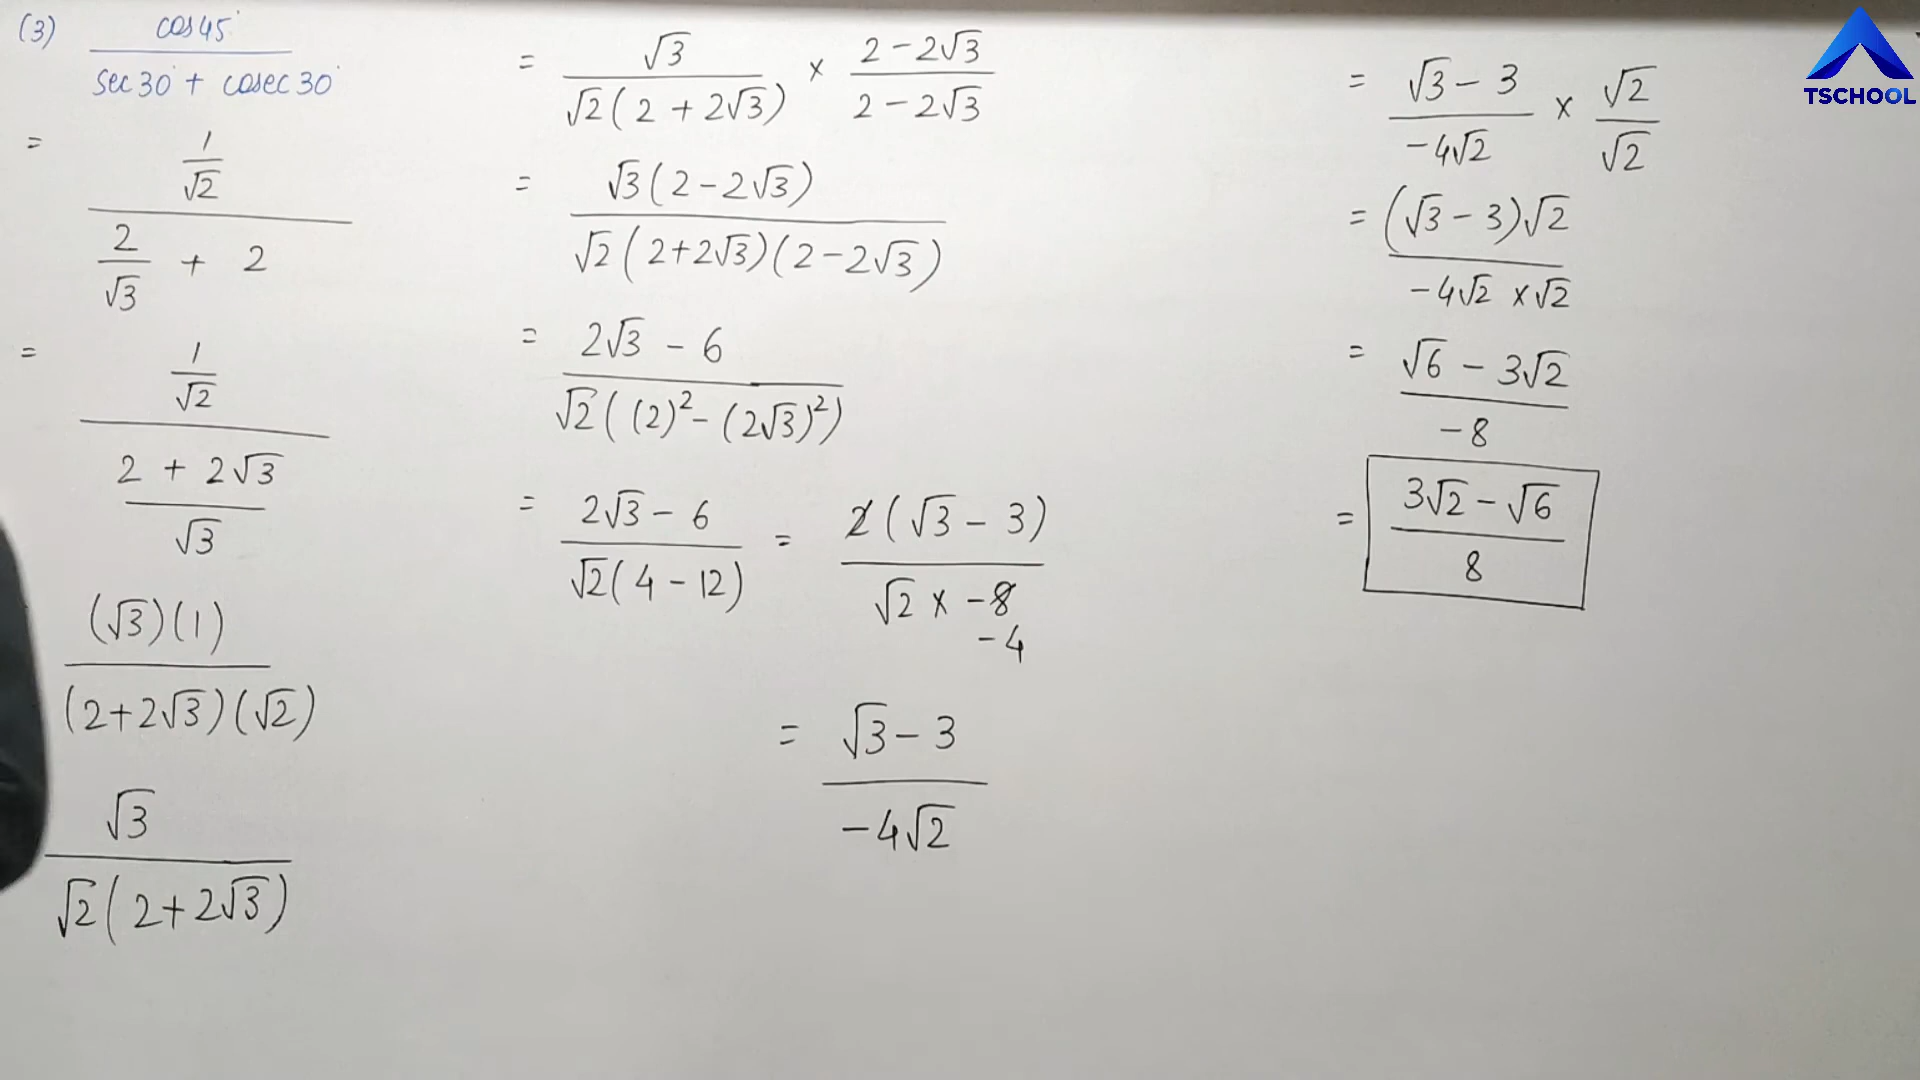 (3) cos 45° / (sec 30° + cosec 30°)
= (1/√2) / (2/√3 + 2)
= (1/√2) / ((2 + 2√3)/√3)
(√3)(1) / (2+2√3)(√2)
√3 / √2(2+2√3)
= √3 / √2(2 + 2√3) × (2 - 2√3) / (2 - 2√3)
= √3(2 - 2√3) / √2(2+2√3)(2-2√3)
= (2√3 - 6) / √2((2)² - (2√3)²)
= (2√3 - 6) / √2(4 - 12) = 2(√3 - 3) / √2 × -8
-4
= (√3 - 3) / -4√2
= (√3 - 3) / -4√2 × √2/√2
= (√3 - 3)√2 / -4√2 × √2
= (√6 - 3√2) / -8
= (3√2 - √6) / 8
TSCHOOL